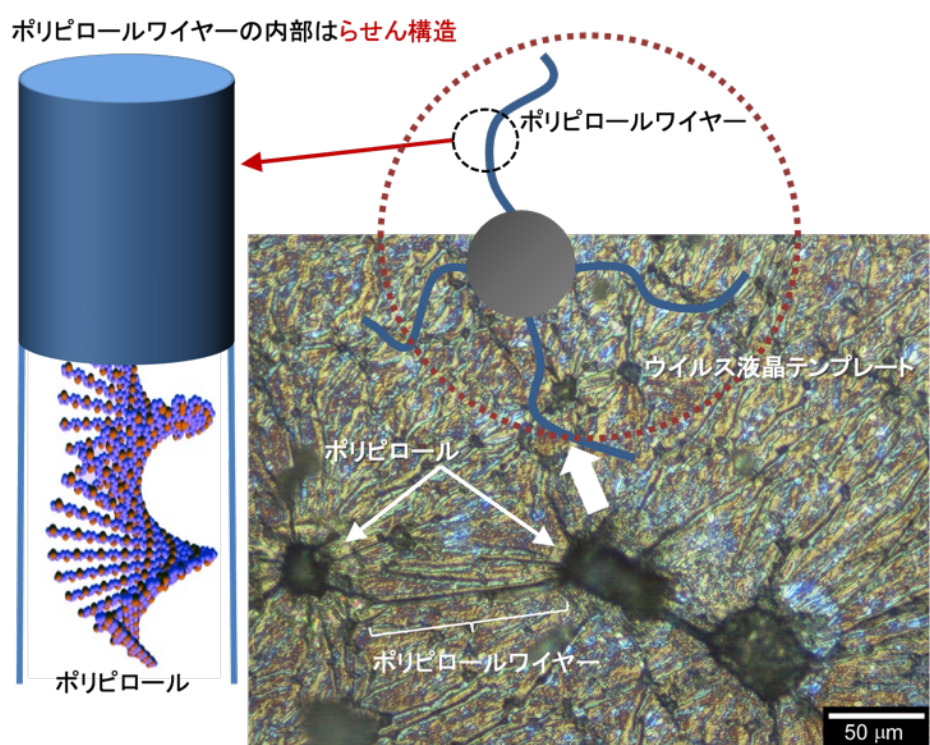 ポリピロールワイヤーの内部はらせん構造
ポリピロールワイヤー
ウイルス液晶テンプレート
ポリピロール
ポリピロールワイヤー
ポリピロール
50 μm